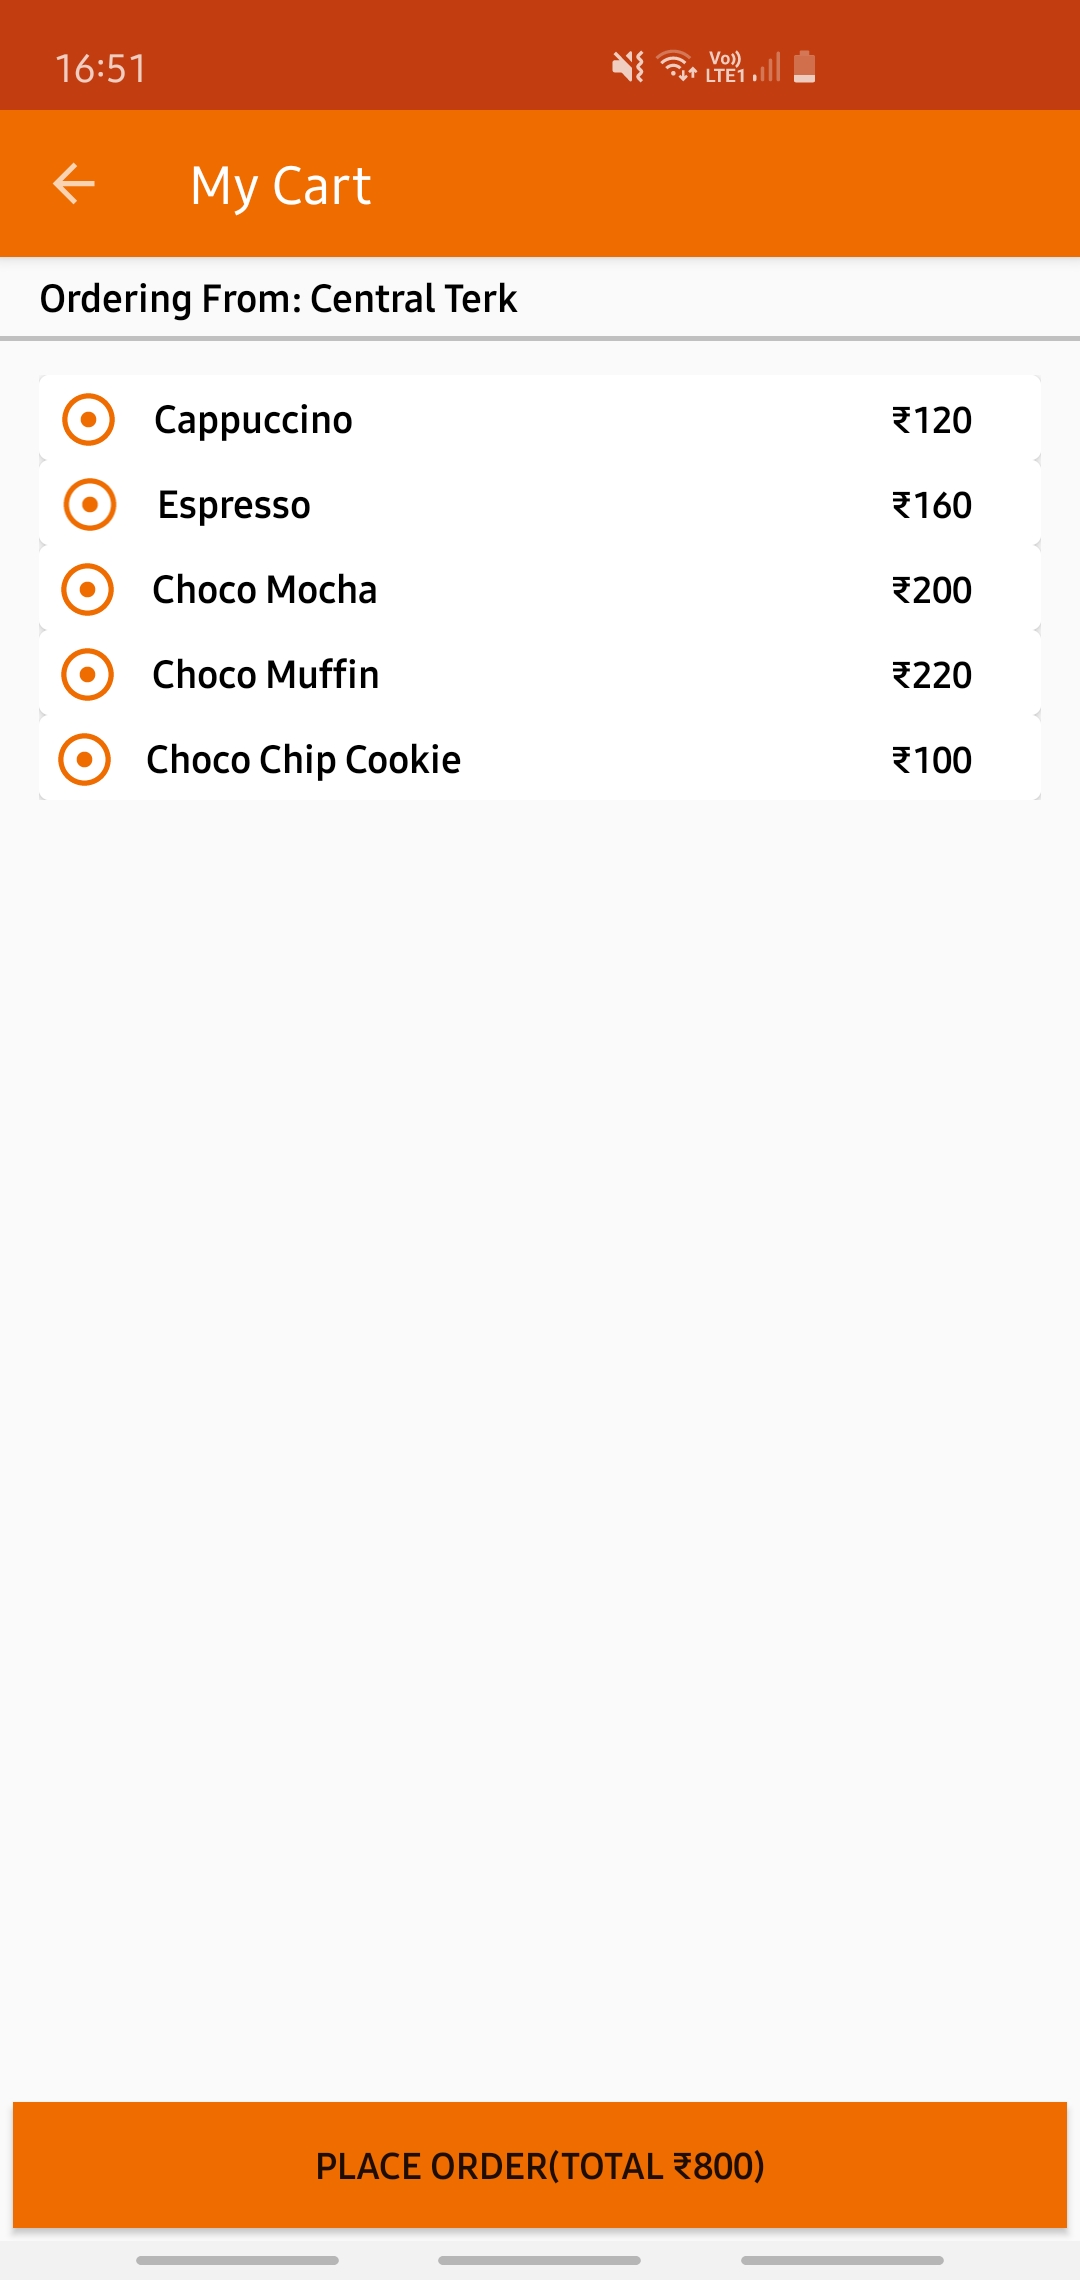 16:51
Vo))
LTE1
My Cart
Ordering From: Central Terk
Cappuccino ₹120
Espresso ₹160
Choco Mocha ₹200
Choco Muffin ₹220
Choco Chip Cookie ₹100
PLACE ORDER(TOTAL ₹800)